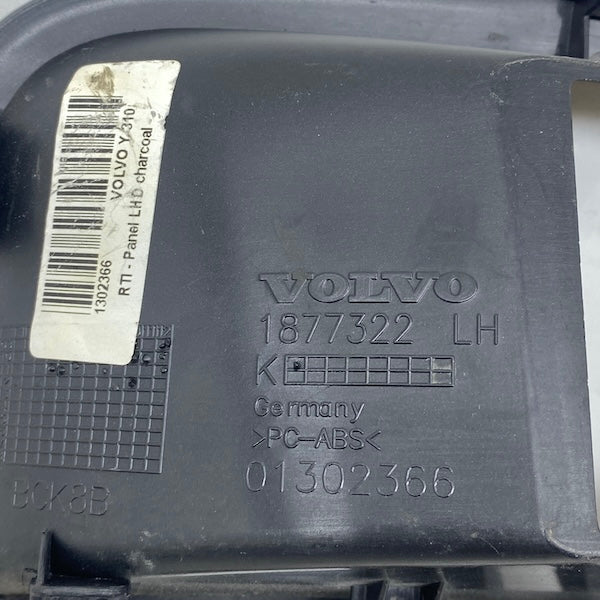 1302366
VOLVO Y 310
RTI - Panel LHD charcoal
VOLVO
1877322 LH
K
Germany
>PC-ABS<
01302366
BCK8B